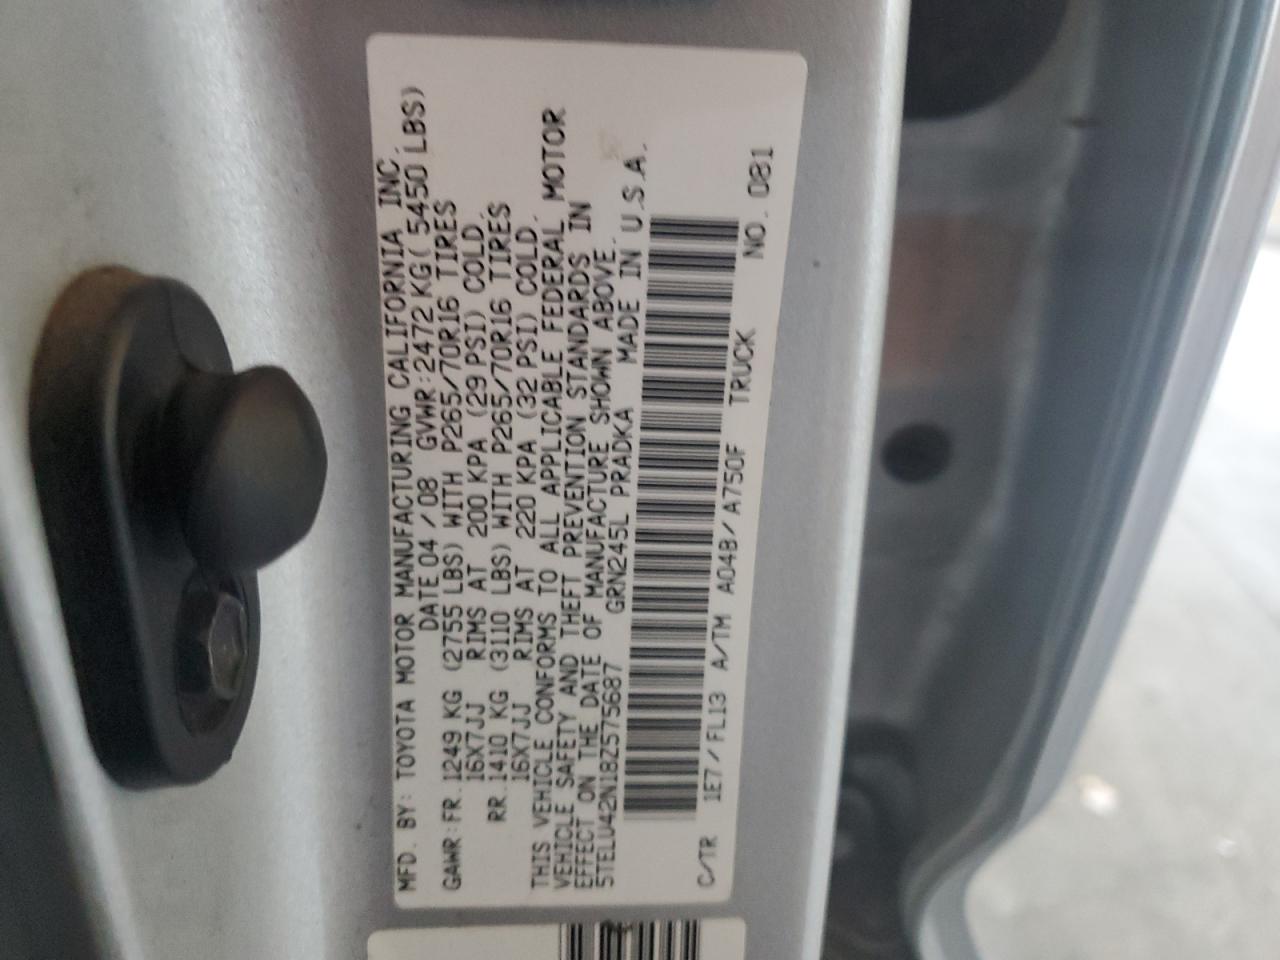 MFD. BY: TOYOTA MOTOR MANUFACTURING CALIFORNIA INC.
DATE 04 / 08 GVWR: 2472 KG ( 5450 LBS)
GAWR: FR. 1249 KG (2755 LBS) WITH P265/70R16 TIRES
16X7JJ RIMS AT 200 KPA (29 PSI) COLD.
RR. 1410 KG (3110 LBS) WITH P265/70R16 TIRES
16X7JJ RIMS AT 220 KPA (32 PSI) COLD.
THIS VEHICLE CONFORMS TO ALL APPLICABLE FEDERAL MOTOR
VEHICLE SAFETY AND THEFT PREVENTION STANDARDS IN
EFFECT ON THE DATE OF MANUFACTURE SHOWN ABOVE.
5TELU42N18Z575687 GRN245L PRADKA MADE IN U.S.A.
C/TR 1E7 / FL13 A/TM A04B / A750F TRUCK NO. 081